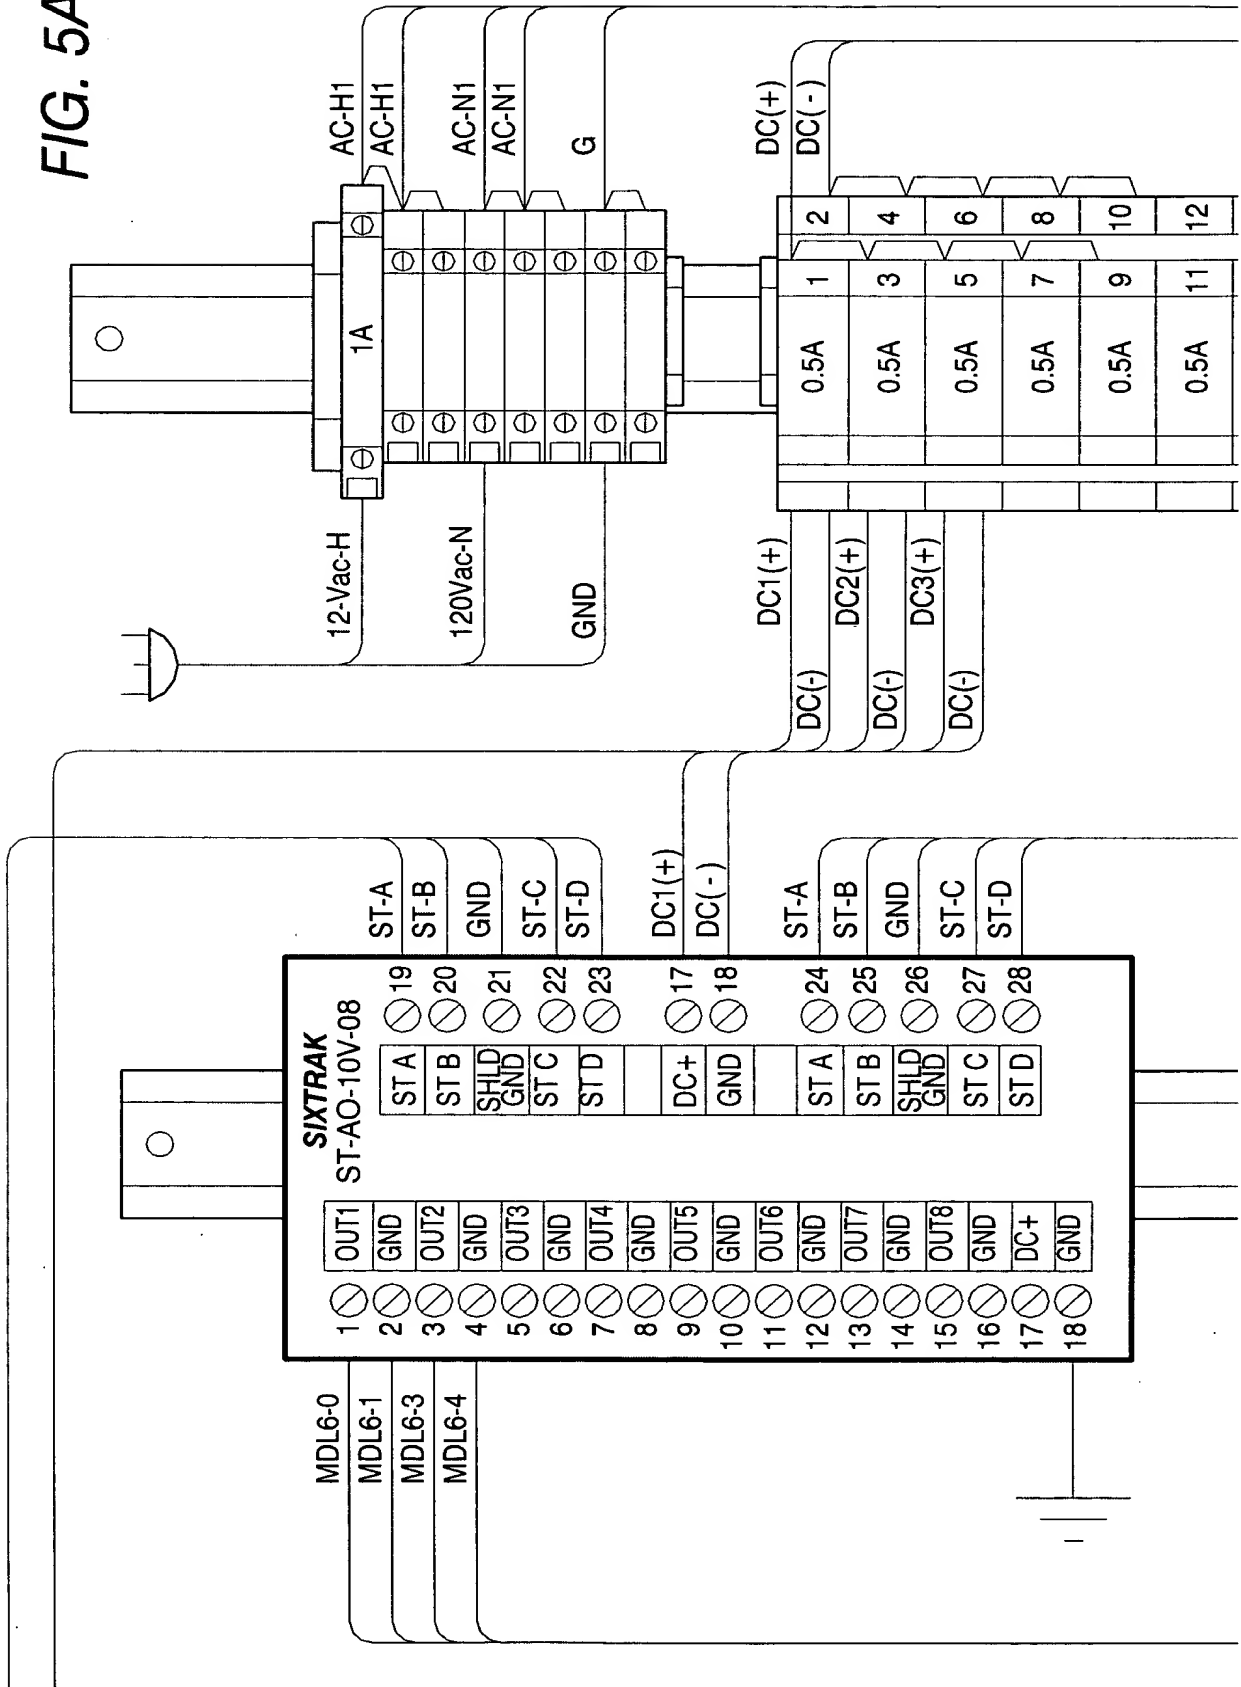 FIG. 5A
AC-H1
AC-H1
AC-N1
AC-N1
G
DC(+)
DC(-)
1A
2
4
6
8
10
12
1
3
5
7
9
11
0.5A
0.5A
0.5A
0.5A
0.5A
0.5A
12-Vac-H
120Vac-N
GND
DC1(+)
DC(-)
DC2(+)
DC(-)
DC3(+)
DC(-)
ST-A
ST-B
GND
ST-C
ST-D
DC1(+)
DC(-)
ST-A
ST-B
GND
ST-C
ST-D
SIXTRAK
ST-AO-10V-08
19
20
21
22
23
17
18
24
25
26
27
28
ST A
ST B
SHLD
GND
ST C
ST D
DC+
GND
ST A
ST B
SHLD
GND
ST C
ST D
OUT1
GND
OUT2
GND
OUT3
GND
OUT4
GND
OUT5
GND
OUT6
GND
OUT7
GND
OUT8
GND
DC+
GND
1
2
3
4
5
6
7
8
9
10
11
12
13
14
15
16
17
18
MDL6-0
MDL6-1
MDL6-3
MDL6-4